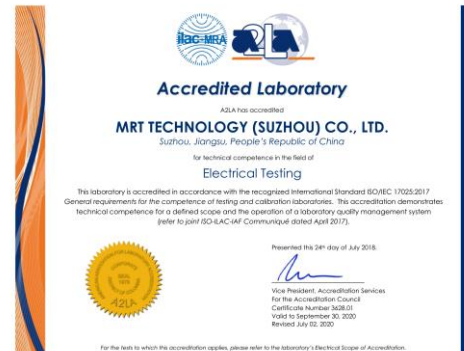 ilac-MRA
A2LA
Accredited Laboratory
A2LA has accredited
MRT TECHNOLOGY (SUZHOU) CO., LTD.
Suzhou, Jiangsu, People's Republic of China
for technical competence in the field of
Electrical Testing
This laboratory is accredited in accordance with the recognized International Standard ISO/IEC 17025:2017
General requirements for the competence of testing and calibration laboratories. This accreditation demonstrates
technical competence for a defined scope and the operation of a laboratory quality management system
(refer to joint ISO-ILAC-IAF Communiqué dated April 2017).
Presented this 24th day of July 2018.
Vice President, Accreditation Services
For the Accreditation Council
Certificate Number 3628.01
Valid to September 30, 2020
Revised July 02, 2020
SEAL
1978
A2LA
For the tests to which this accreditation applies, please refer to the laboratory's Electrical Scope of Accreditation.